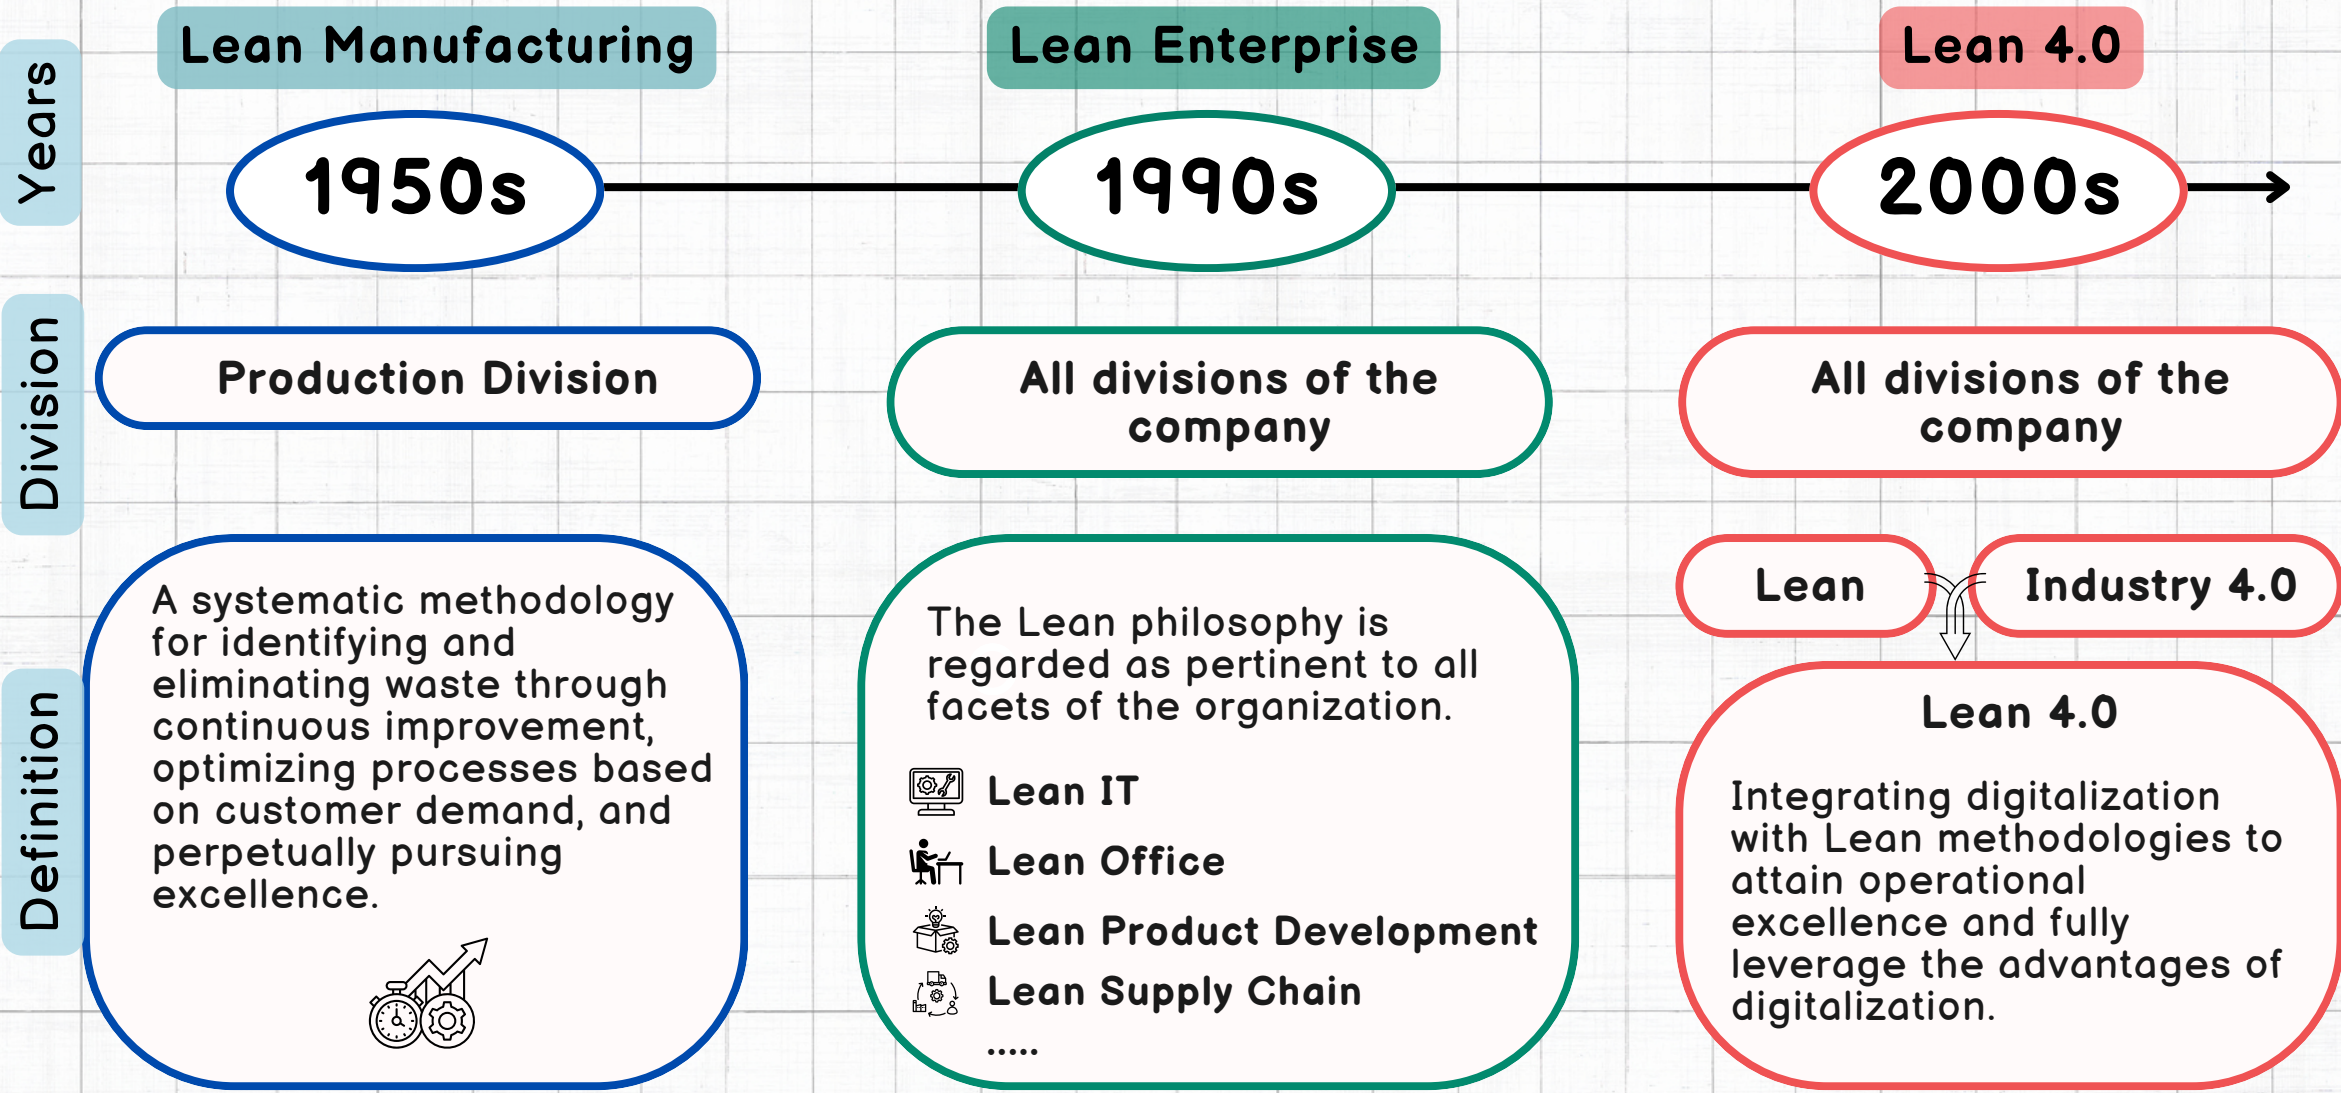 Lean Manufacturing
Lean Enterprise
Lean 4.0
Years
1950s
1990s
2000s
Division
Production Division
All divisions of the
company
All divisions of the
company
Definition
A systematic methodology
for identifying and
eliminating waste through
continuous improvement,
optimizing processes based
on customer demand, and
perpetually pursuing
excellence.
The Lean philosophy is
regarded as pertinent to all
facets of the organization.
Lean IT
Lean Office
Lean Product Development
Lean Supply Chain
.....
Lean
Industry 4.0
Lean 4.0
Integrating digitalization
with Lean methodologies to
attain operational
excellence and fully
leverage the advantages of
digitalization.